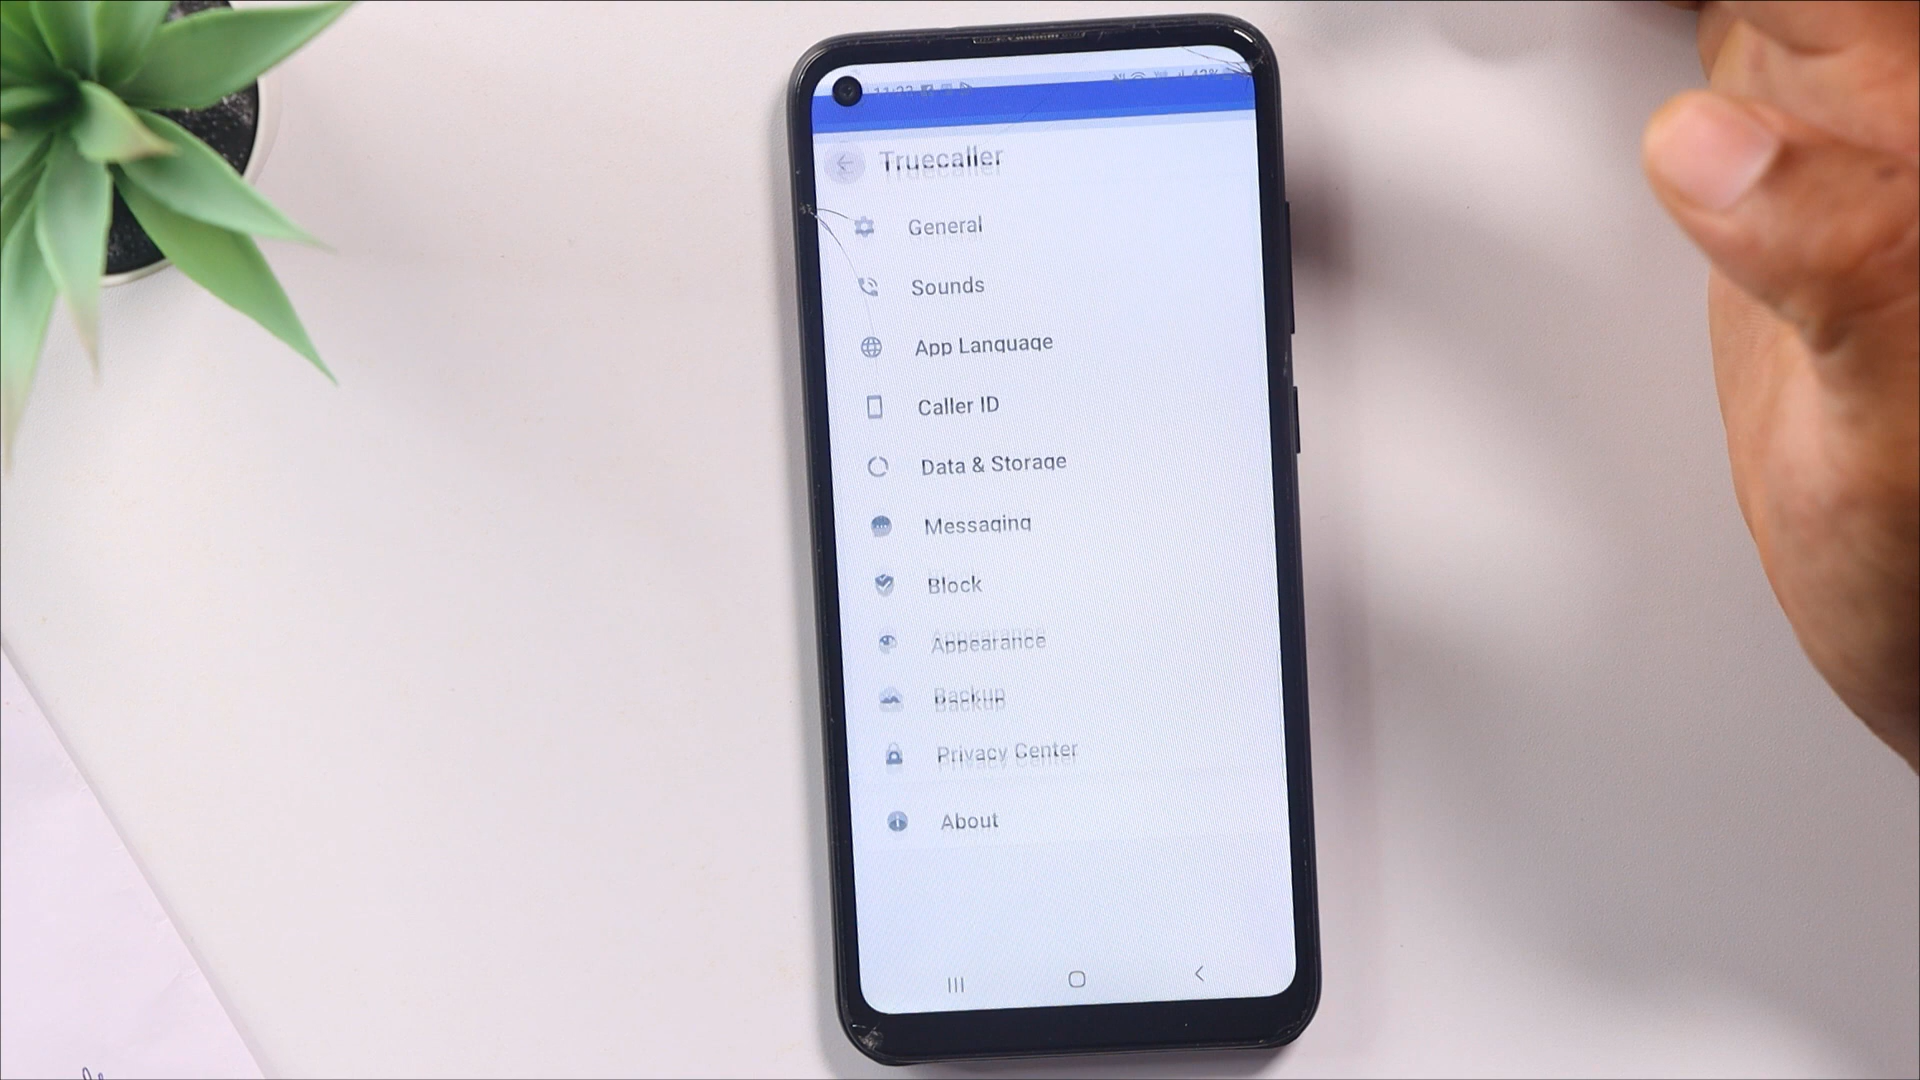 Truecaller
General
Sounds
App Language
Caller ID
Data & Storage
Messaging
Block
Appearance
Backup
Privacy Center
About